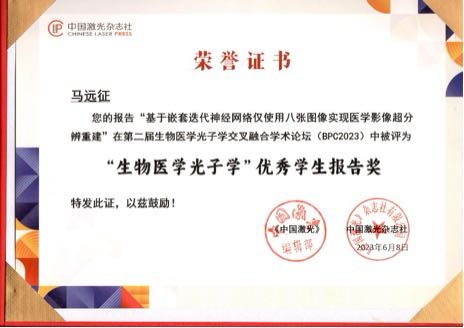 中国激光杂志社
CHINESE LASER PRESS
荣誉证书
马远征
您的报告“基于嵌套迭代神经网络仅使用八张图像实现医学影像超分
辨重建”在第二届生物医学光子学交叉融合学术论坛（BPC2023）中被评为
“生物医学光子学”优秀学生报告奖
特发此证，以兹鼓励！
《中国激光》 中国激光杂志社
编辑部
2023年6月8日